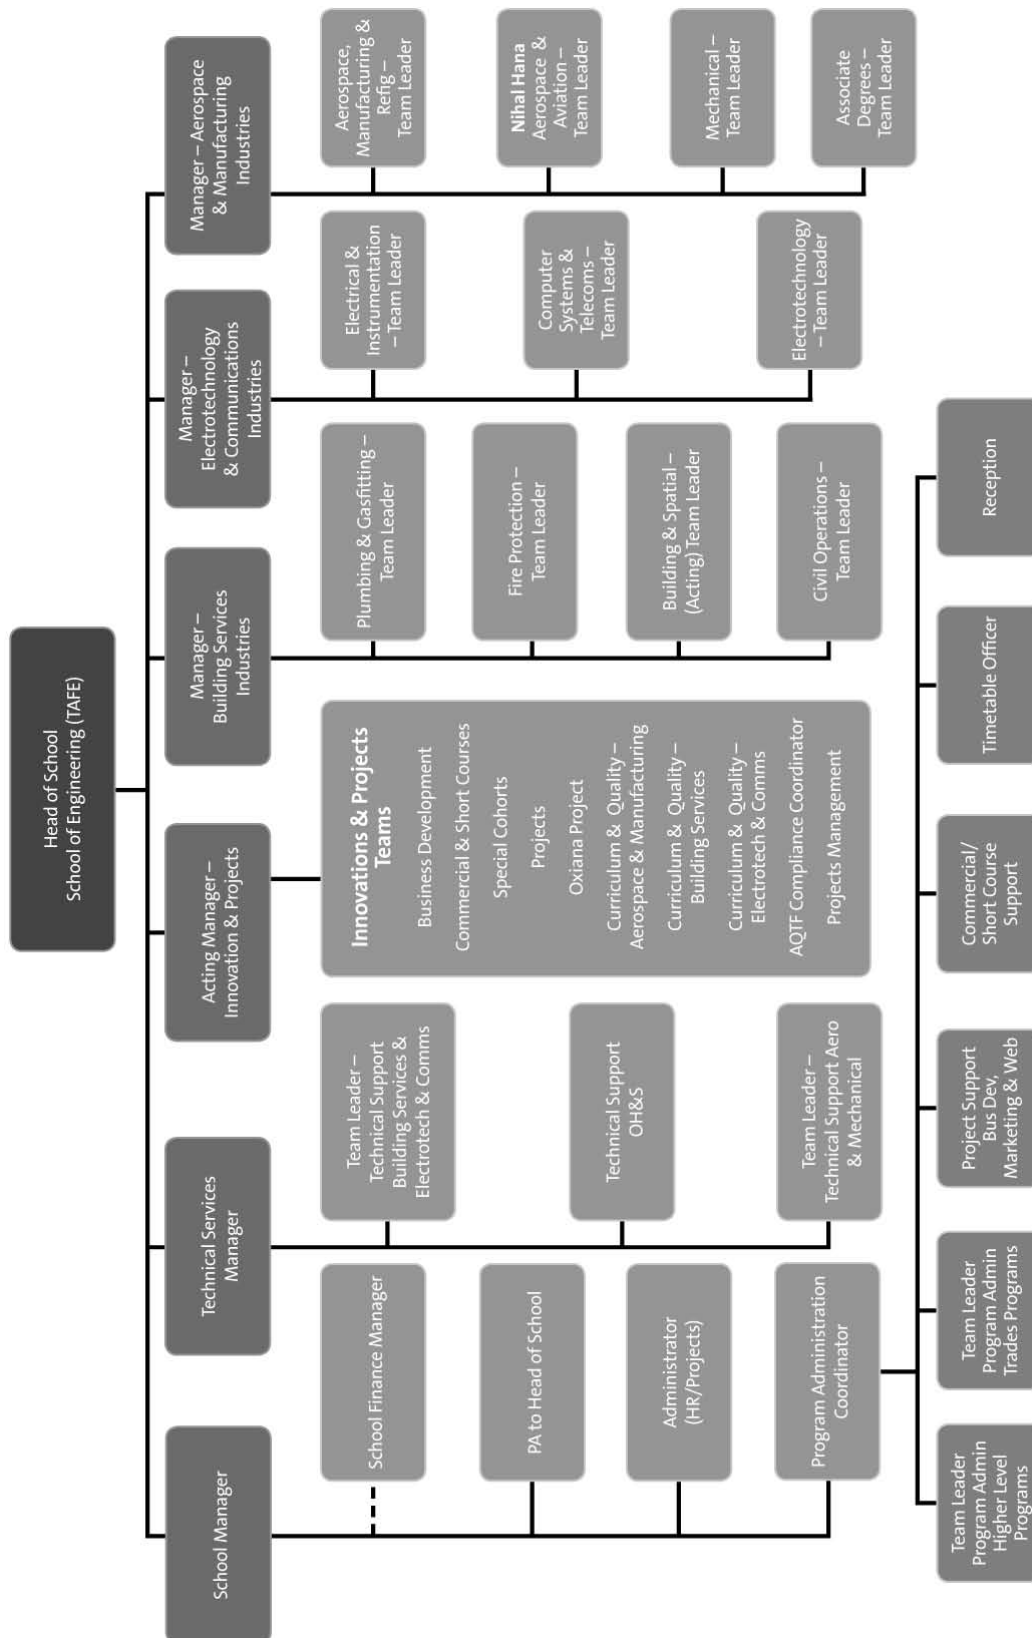 Head of School
School of Engineering (TAFE)
School Manager
Technical Services
Manager
Acting Manager –
Innovation & Projects
Manager –
Building Services
Industries
Manager –
Electrotechnology
& Communications
Industries
Manager – Aerospace
& Manufacturing
Industries
School Finance Manager
PA to Head of School
Administrator
(HR/Projects)
Program Administration
Coordinator
Team Leader –
Technical Support
Building Services &
Electrotech & Comms
Technical Support
OH&S
Team Leader –
Technical Support Aero
& Mechanical
Innovations & Projects
Teams
Business Development
Commercial & Short Courses
Special Cohorts
Projects
Oxiana Project
Curriculum & Quality –
Aerospace & Manufacturing
Curriculum & Quality –
Building Services
Curriculum & Quality –
Electrotech & Comms
AQTF Compliance Coordinator
Projects Management
Plumbing & Gasfitting –
Team Leader
Fire Protection –
Team Leader
Building & Spatial –
(Acting) Team Leader
Civil Operations –
Team Leader
Electrical &
Instrumentation
– Team Leader
Computer
Systems &
Telecoms –
Team Leader
Electrotechnology
– Team Leader
Aerospace,
Manufacturing &
Refig –
Team Leader
Nihal Hana
Aerospace &
Aviation –
Team Leader
Mechanical –
Team Leader
Associate
Degrees –
Team Leader
Team Leader
Program Admin
Higher Level
Programs
Team Leader
Program Admin
Trades Programs
Project Support
Bus Dev,
Marketing & Web
Commercial/
Short Course
Support
Timetable Officer
Reception